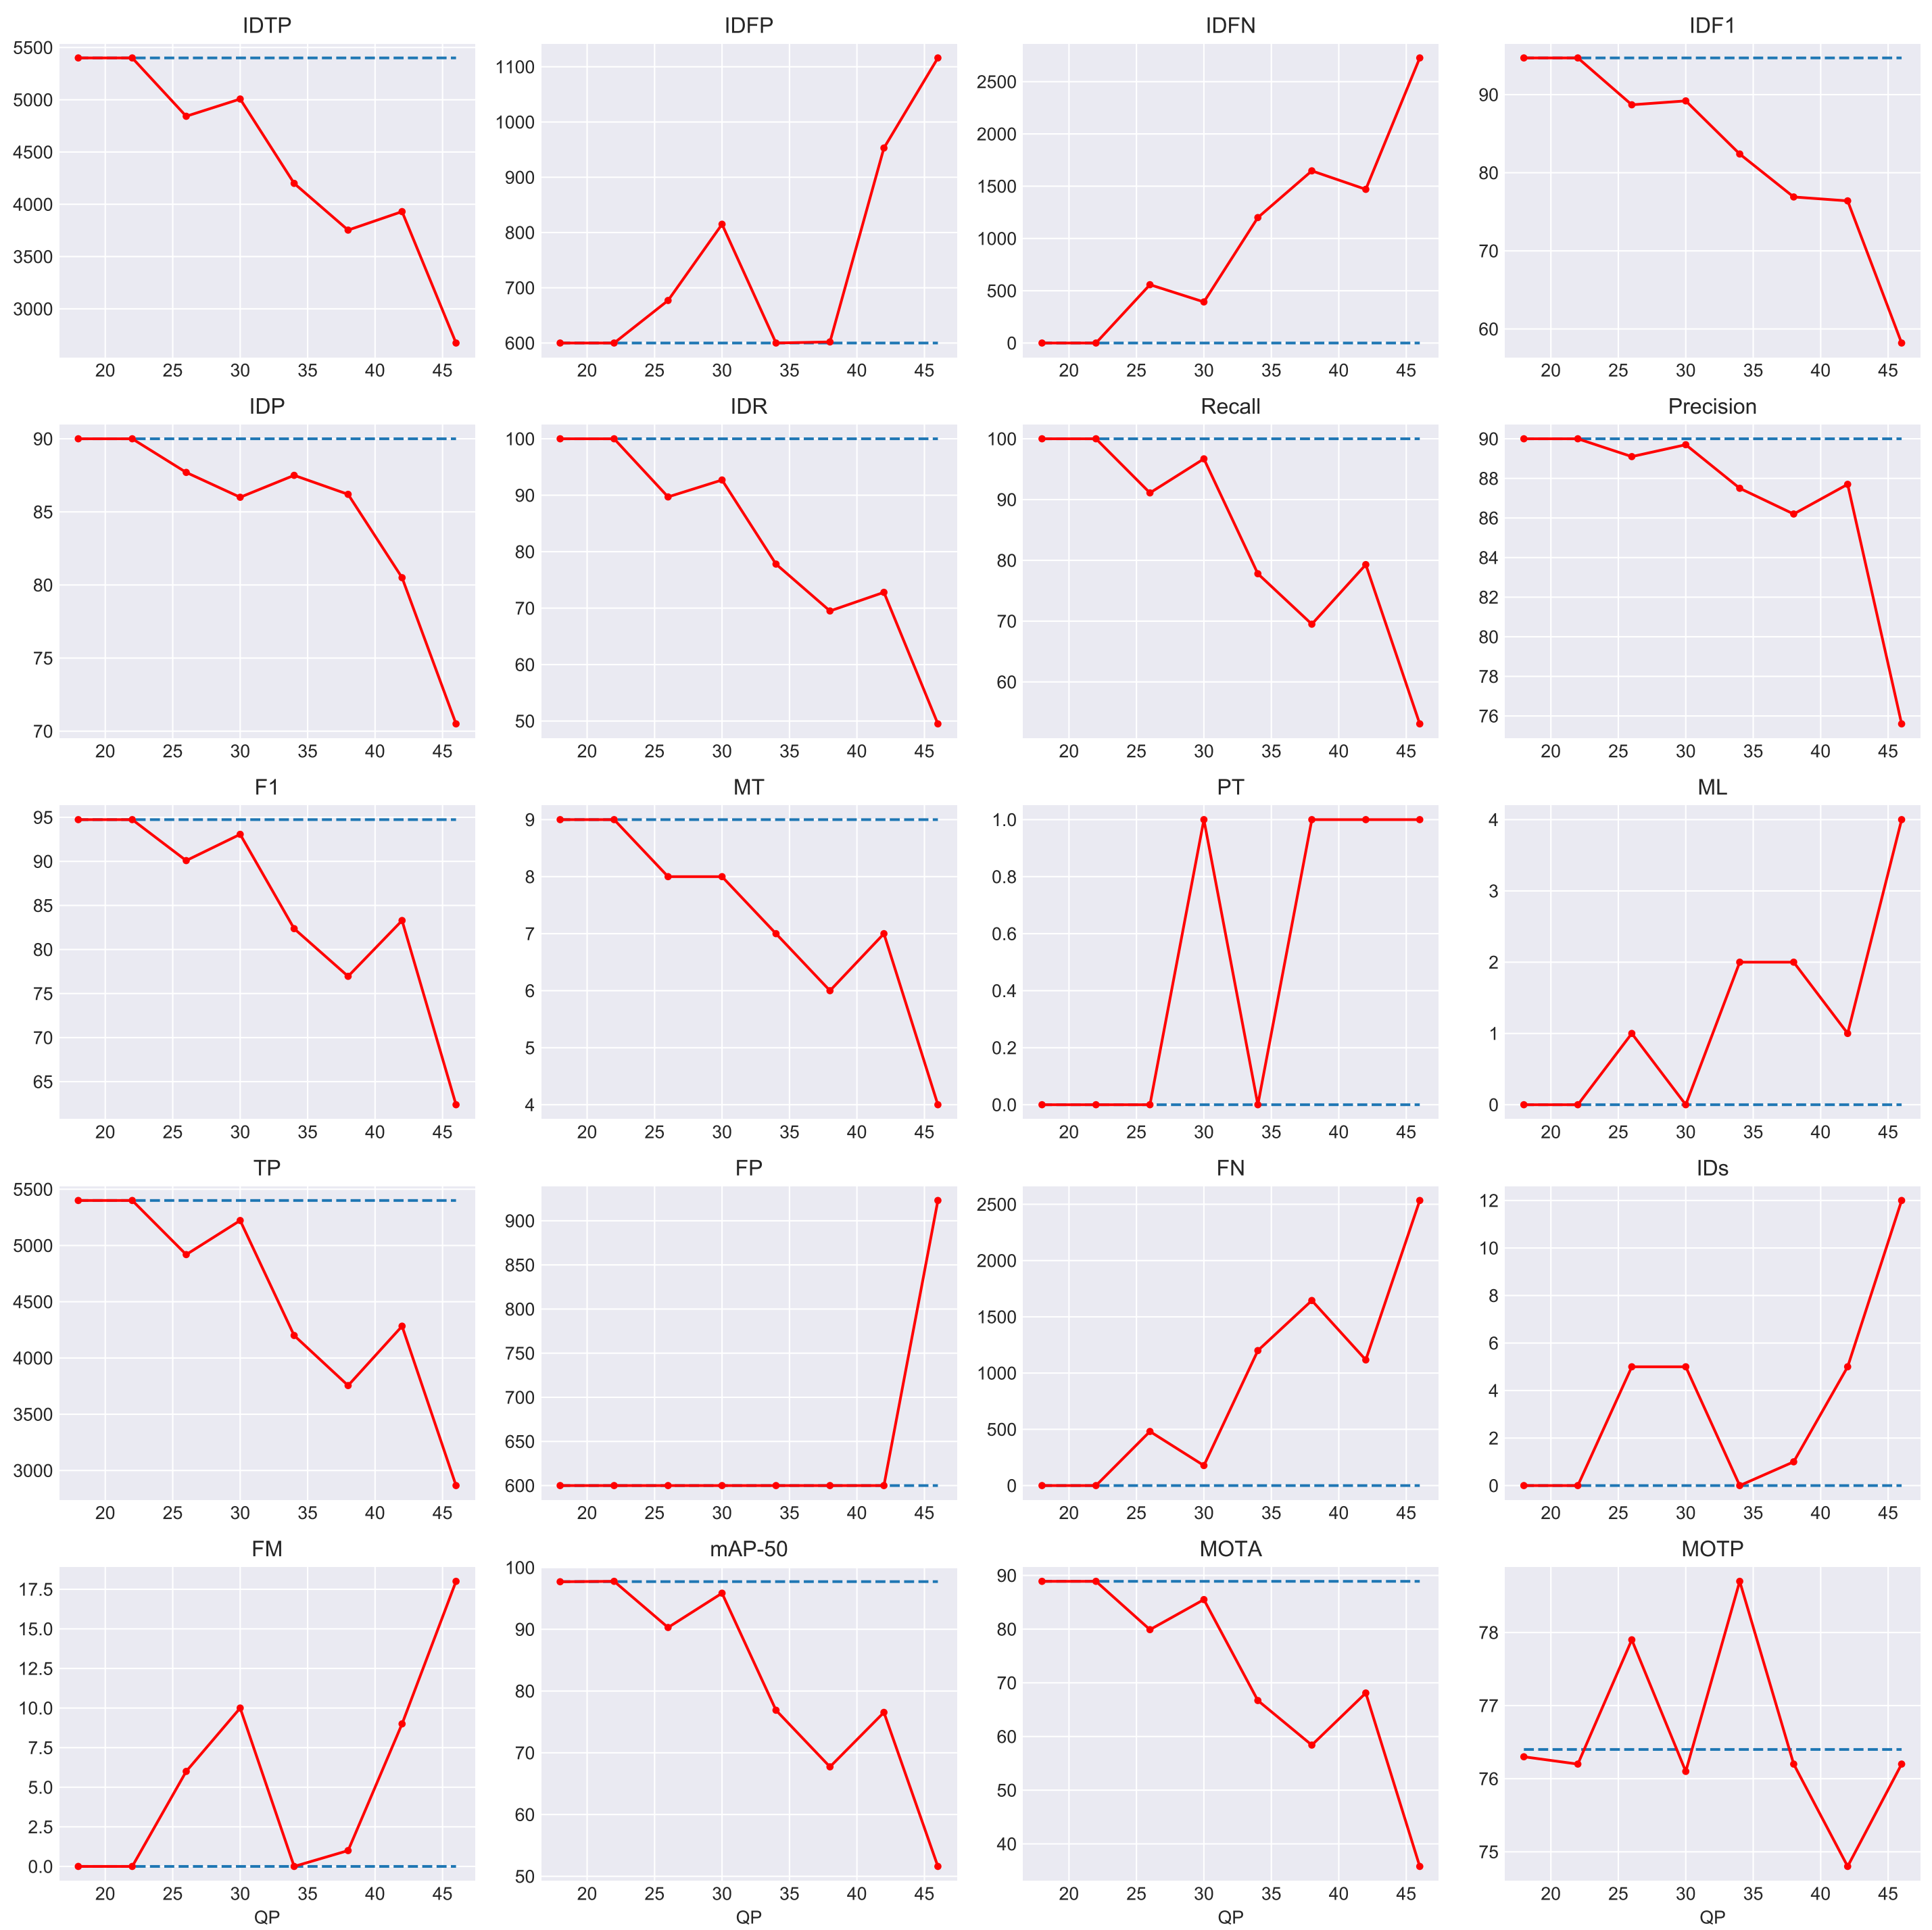 IDTP IDFP IDFN IDF1
5500 5000 4500 4000 3500 3000
1100 1000 900 800 700 600
2500 2000 1500 1000 500 0
90 80 70 60
20 25 30 35 40 45 20 25 30 35 40 45 20 25 30 35 40 45 20 25 30 35 40 45
IDP IDR Recall Precision
90 85 80 75 70
100 90 80 70 60 50
100 90 80 70 60
90 88 86 84 82 80 78 76
20 25 30 35 40 45 20 25 30 35 40 45 20 25 30 35 40 45 20 25 30 35 40 45
F1 MT PT ML
95 90 85 80 75 70 65
9 8 7 6 5 4
1.0 0.8 0.6 0.4 0.2 0.0
4 3 2 1 0
20 25 30 35 40 45 20 25 30 35 40 45 20 25 30 35 40 45 20 25 30 35 40 45
TP FP FN IDs
5500 5000 4500 4000 3500 3000
900 850 800 750 700 650 600
2500 2000 1500 1000 500 0
12 10 8 6 4 2 0
20 25 30 35 40 45 20 25 30 35 40 45 20 25 30 35 40 45 20 25 30 35 40 45
FM mAP-50 MOTA MOTP
17.5 15.0 12.5 10.0 7.5 5.0 2.5 0.0
100 90 80 70 60 50
90 80 70 60 50 40
78 77 76 75
20 25 30 35 40 45 20 25 30 35 40 45 20 25 30 35 40 45 20 25 30 35 40 45
QP QP QP QP